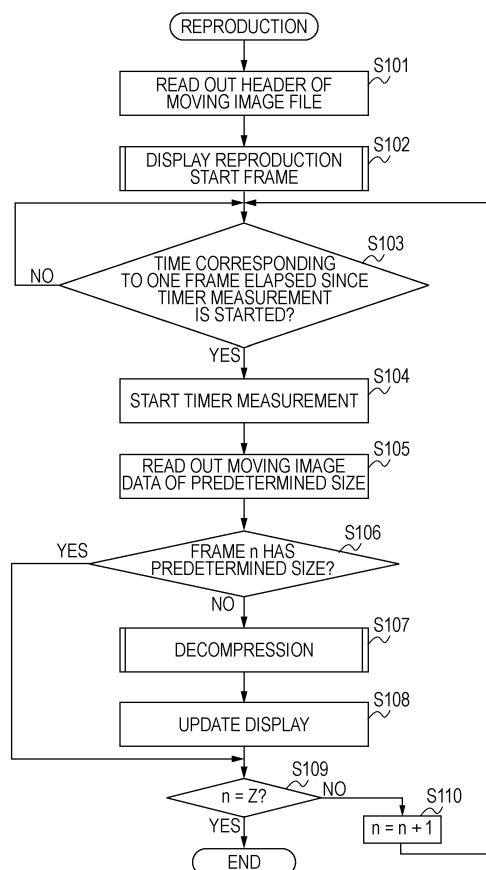 REPRODUCTION
S101
READ OUT HEADER OF
MOVING IMAGE FILE
S102
DISPLAY REPRODUCTION
START FRAME
S103
TIME CORRESPONDING
TO ONE FRAME ELAPSED SINCE
TIMER MEASUREMENT
IS STARTED?
NO
YES
S104
START TIMER MEASUREMENT
S105
READ OUT MOVING IMAGE
DATA OF PREDETERMINED SIZE
S106
YES
FRAME n HAS
PREDETERMINED SIZE?
NO
S107
DECOMPRESSION
S108
UPDATE DISPLAY
S109
n = Z?
NO
S110
n = n + 1
YES
END